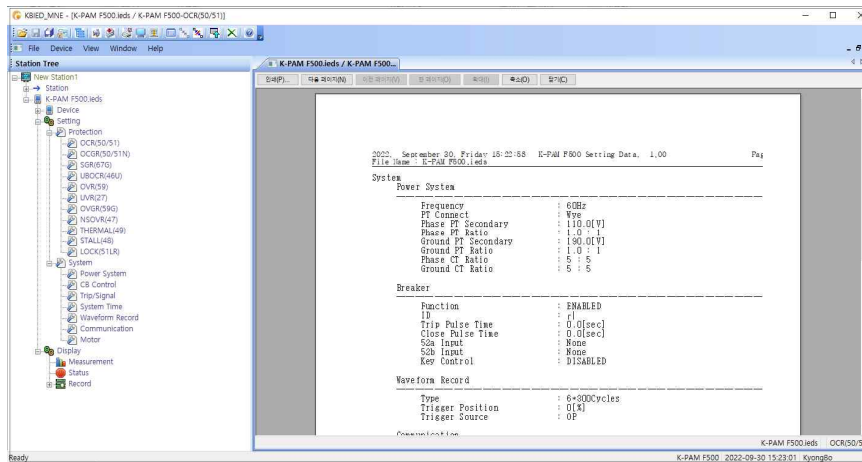 KBIED_MNE - [K-PAM F500.ieds / K-PAM F500-OCR(50/51)]
File Device View Window Help
Station Tree
New Station1
Station
K-PAM F500.ieds
Device
Setting
Protection
OCR(50/51)
OCGR(50/51N)
SGR(67G)
UBOCR(46U)
OVR(59)
UVR(27)
OVGR(59G)
NSOVR(47)
THERMAL(49)
STALL(48)
LOCK(51LR)
System
Power System
CB Control
Trip/Signal
System Time
Waveform Record
Communication
Motor
Display
Measurement
Status
Record
K-PAM F500.ieds / K-PAM F500...
인쇄(P)... 다음 페이지(N) 이전 페이지(V) 한 페이지(O) 확대(I) 축소(O) 닫기(C)
2022. September 30. Friday 15:22:58 K-PAM F500 Setting Data. 1.00 Pag
File Name : K-PAM F500.ieds
System
Power System
Frequency : 60Hz
PT Connect : Wye
Phase PT Secondary : 110.0[V]
Phase PT Ratio : 1.0 : 1
Ground PT Secondary : 190.0[V]
Ground PT Ratio : 1.0 : 1
Phase CT Ratio : 5 : 5
Ground CT Ratio : 5 : 5
Breaker
Function : ENABLED
ID :
Trip Pulse Time : 0.0[sec]
Close Pulse Time : 0.0[sec]
52a Input : None
52b Input : None
Key Control : DISABLED
Waveform Record
Type : 6*300Cycles
Trigger Position : 0[%]
Trigger Source : OP
Communication
K-PAM F500.ieds OCR(50/5
Ready
K-PAM F500 2022-09-30 15:23:01 KyongBo